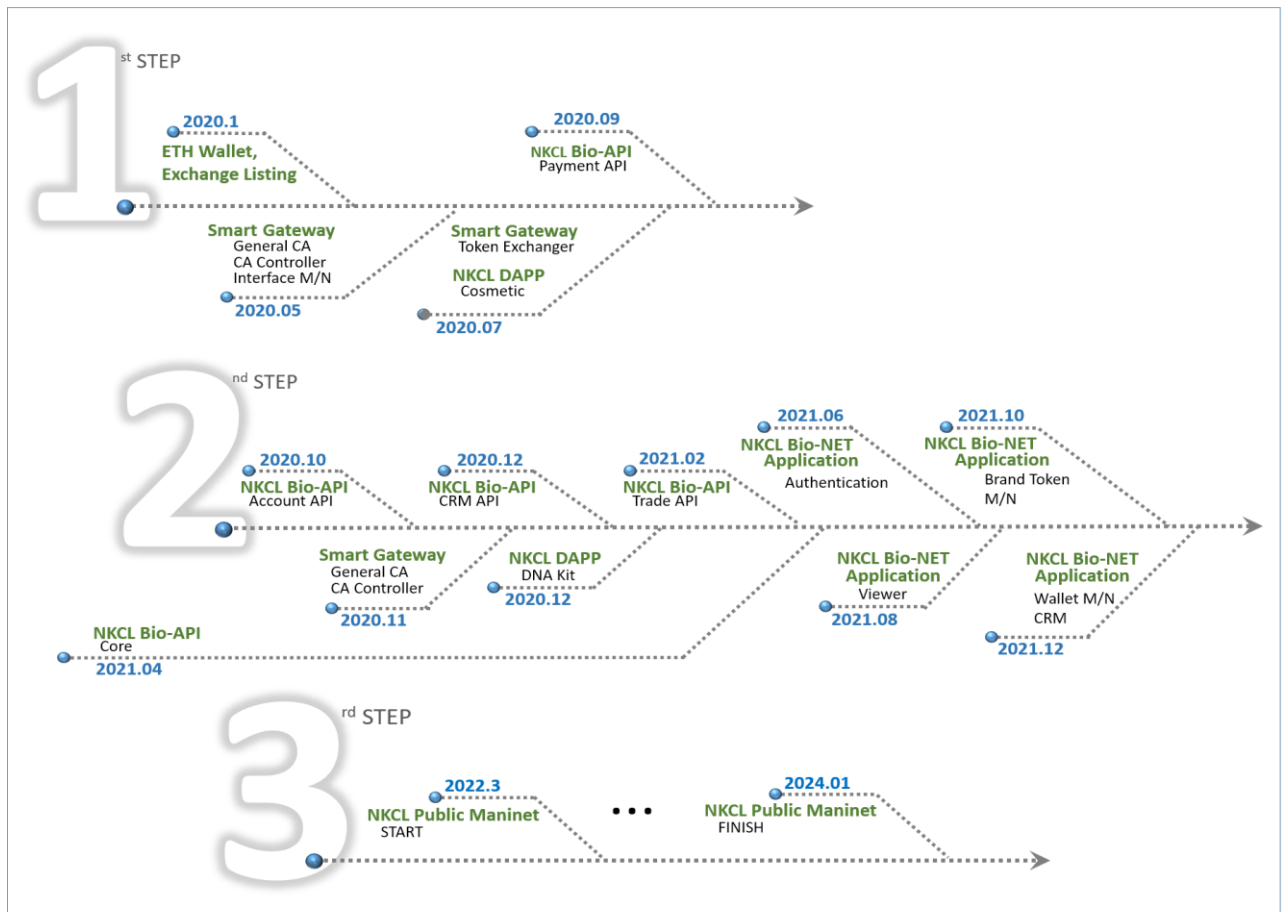 1st STEP
2020.1
ETH Wallet,
Exchange Listing
2020.09
NKCL Bio-API
Payment API
Smart Gateway
General CA
CA Controller
Interface M/N
2020.05
Smart Gateway
Token Exchanger
NKCL DAPP
Cosmetic
2020.07
2nd STEP
2020.10
NKCL Bio-API
Account API
2020.12
NKCL Bio-API
CRM API
2021.02
NKCL Bio-API
Trade API
2021.06
NKCL Bio-NET
Application
Authentication
2021.10
NKCL Bio-NET
Application
Brand Token
M/N
Smart Gateway
General CA
CA Controller
2020.11
NKCL DAPP
DNA Kit
2020.12
NKCL Bio-NET
Application
Viewer
2021.08
NKCL Bio-NET
Application
Wallet M/N
CRM
2021.12
NKCL Bio-API
Core
2021.04
3rd STEP
2022.3
NKCL Public Maninet
START
...
2024.01
NKCL Public Maninet
FINISH